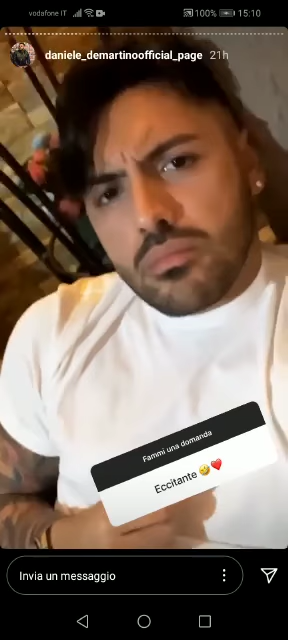 vodafone IT 100% 15:10
daniele_demartinoofficial_page 21h
Fammi una domanda
Eccitante 🤣❤️
Invia un messaggio